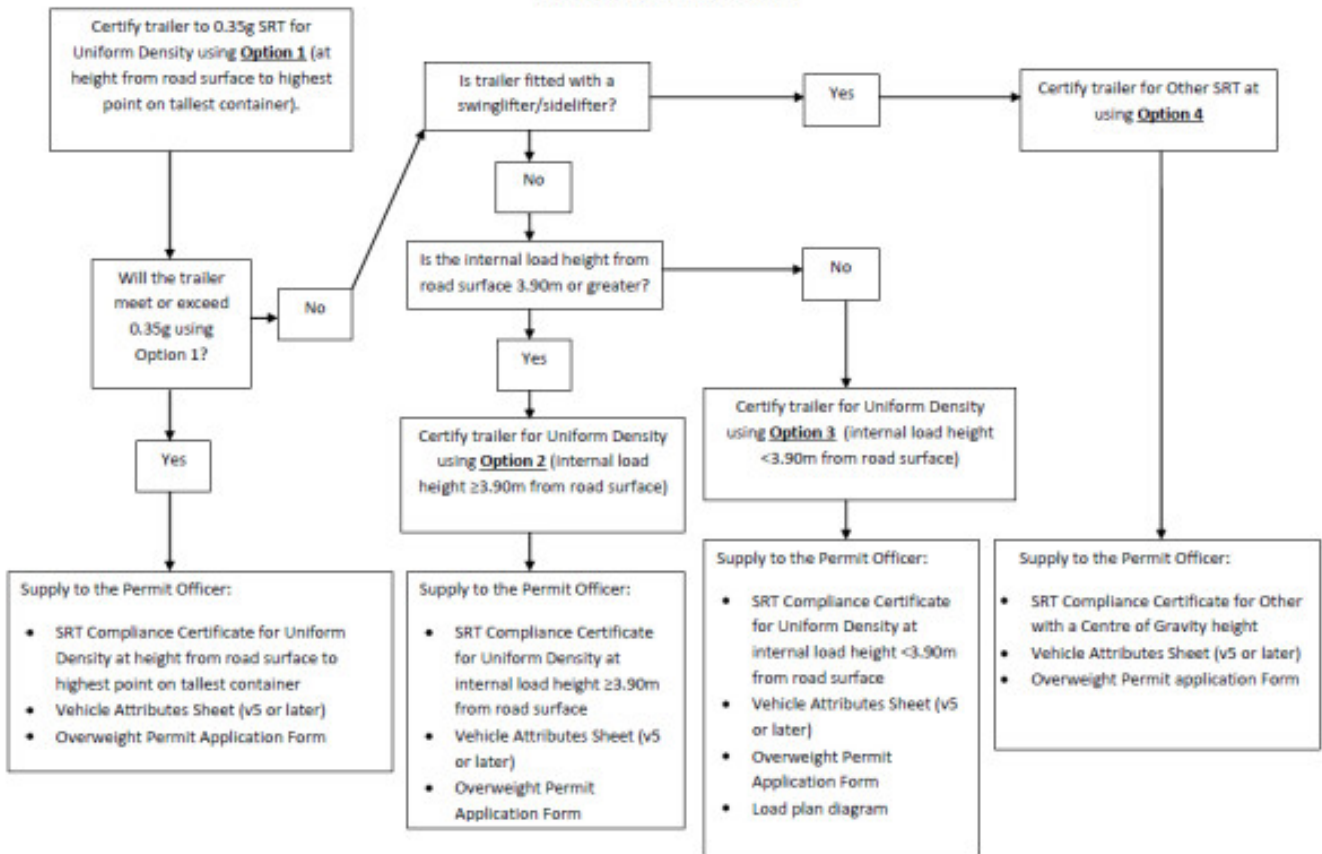 Certify trailer to 0.35g SRT for
Uniform Density using Option 1 (at
height from road surface to highest
point on tallest container).
Will the trailer
meet or exceed
0.35g using
Option 1?
No
Yes
Supply to the Permit Officer:
• SRT Compliance Certificate for Uniform
Density at height from road surface to
highest point on tallest container
• Vehicle Attributes Sheet (v5 or later)
• Overweight Permit Application Form
Is trailer fitted with a
swinglifter/sidelifter?
No
Is the internal load height from
road surface 3.90m or greater?
Yes
Certify trailer for Uniform Density
using Option 2 (internal load
height ≥3.90m from road surface)
Supply to the Permit Officer:
• SRT Compliance Certificate
for Uniform Density at
internal load height ≥3.90m
from road surface
• Vehicle Attributes Sheet (v5
or later)
• Overweight Permit
Application Form
No
Certify trailer for Uniform Density
using Option 3 (internal load height
<3.90m from road surface)
Supply to the Permit Officer:
• SRT Compliance Certificate
for Uniform Density at
internal load height <3.90m
from road surface
• Vehicle Attributes Sheet (v5
or later)
• Overweight Permit
Application Form
• Load plan diagram
Yes
Certify trailer for Other SRT at
using Option 4
Supply to the Permit Officer:
• SRT Compliance Certificate for Other
with a Centre of Gravity height
• Vehicle Attributes Sheet (v5 or later)
• Overweight Permit application Form